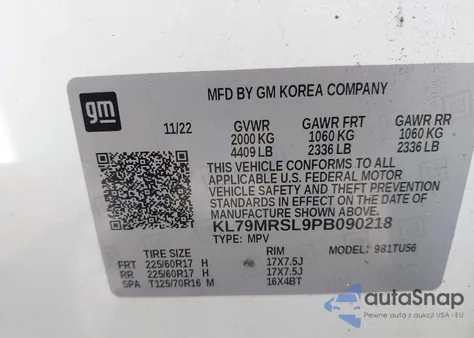 MFD BY GM KOREA COMPANY
gm
11/22 GVWR GAWR FRT GAWR RR
2000 KG 1060 KG 1060 KG
4409 LB 2336 LB 2336 LB
THIS VEHICLE CONFORMS TO ALL
APPLICABLE U.S. FEDERAL MOTOR
VEHICLE SAFETY AND THEFT PREVENTION
STANDARDS IN EFFECT ON THE DATE OF
MANUFACTURE SHOWN ABOVE.
KL79MRSL9PB090218
TYPE: MPV MODEL: 981TU56
TIRE SIZE RIM
FRT 225/60R17 H 17X7.5J
RR 225/60R17 H 17X7.5J
SPA T125/70R16 M 16X4BT
autoSnap
Pewne auta z USA i EU